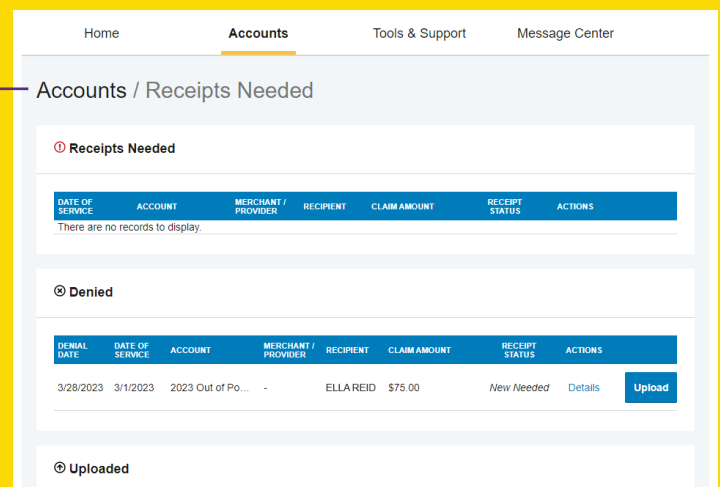 Home Accounts Tools & Support Message Center
Accounts / Receipts Needed
Receipts Needed
DATE OF SERVICE ACCOUNT MERCHANT / PROVIDER RECIPIENT CLAIM AMOUNT RECEIPT STATUS ACTIONS
There are no records to display.
Denied
DENIAL DATE DATE OF SERVICE ACCOUNT MERCHANT / PROVIDER RECIPIENT CLAIM AMOUNT RECEIPT STATUS ACTIONS
3/28/2023 3/1/2023 2023 Out of Po... - ELLA REID $75.00 New Needed Details Upload
Uploaded